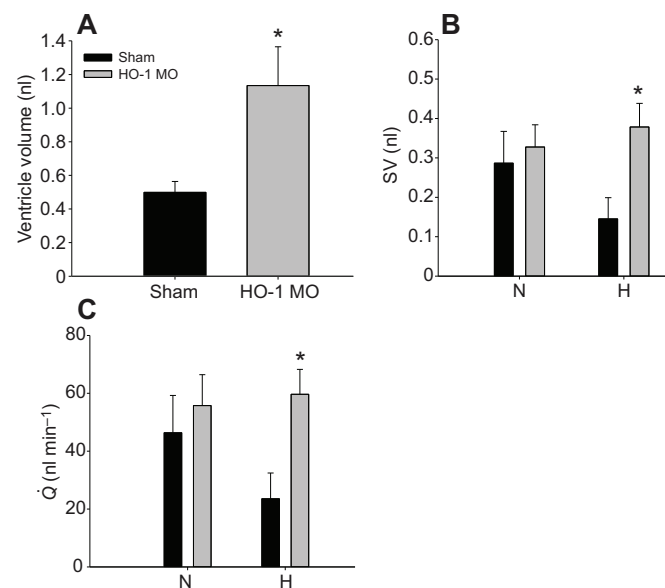 A
Ventricle volume (nl)
1.4
1.2
1.0
0.8
0.6
0.4
0.2
0
Sham
HO-1 MO
*
Sham
HO-1 MO
B
SV (nl)
0.6
0.5
0.4
0.3
0.2
0.1
0
*
N
H
C
Q̇ (nl min⁻¹)
80
60
40
20
0
*
N
H